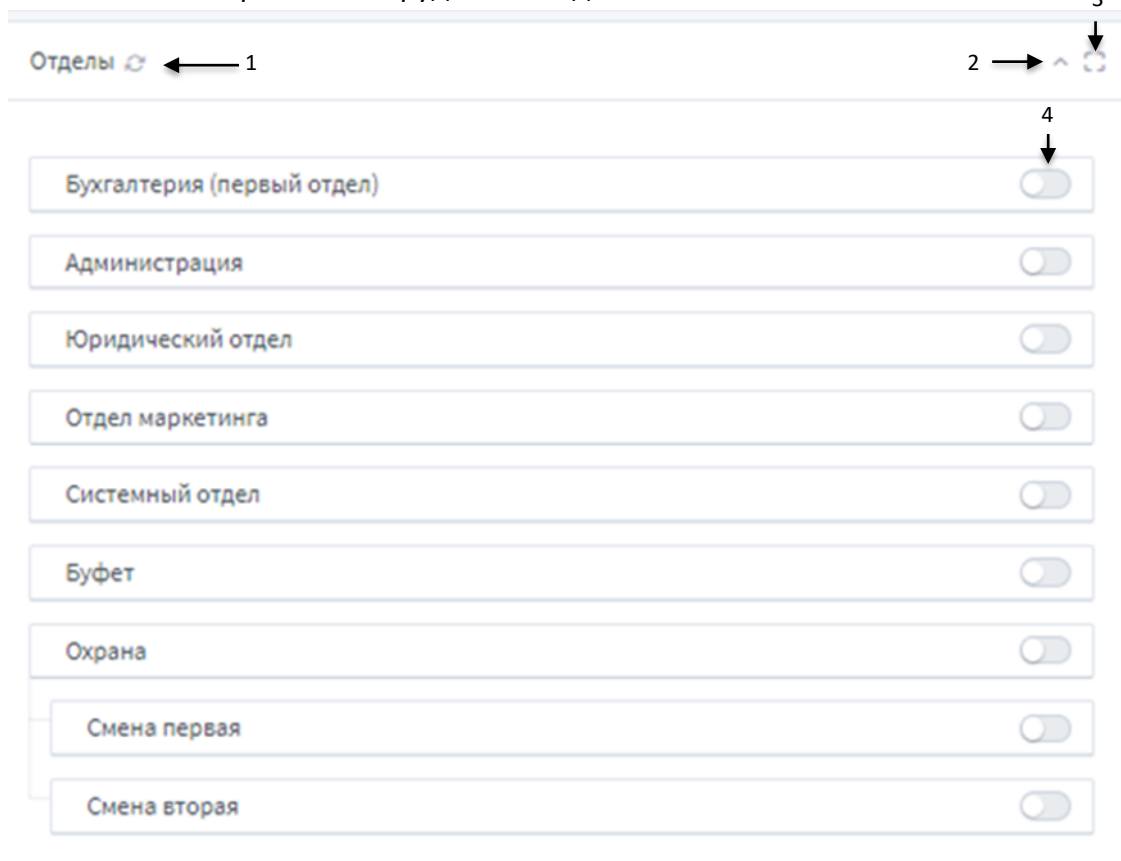 3
Отделы 1
2
4
Бухгалтерия (первый отдел)
Администрация
Юридический отдел
Отдел маркетинга
Системный отдел
Буфет
Охрана
Смена первая
Смена вторая